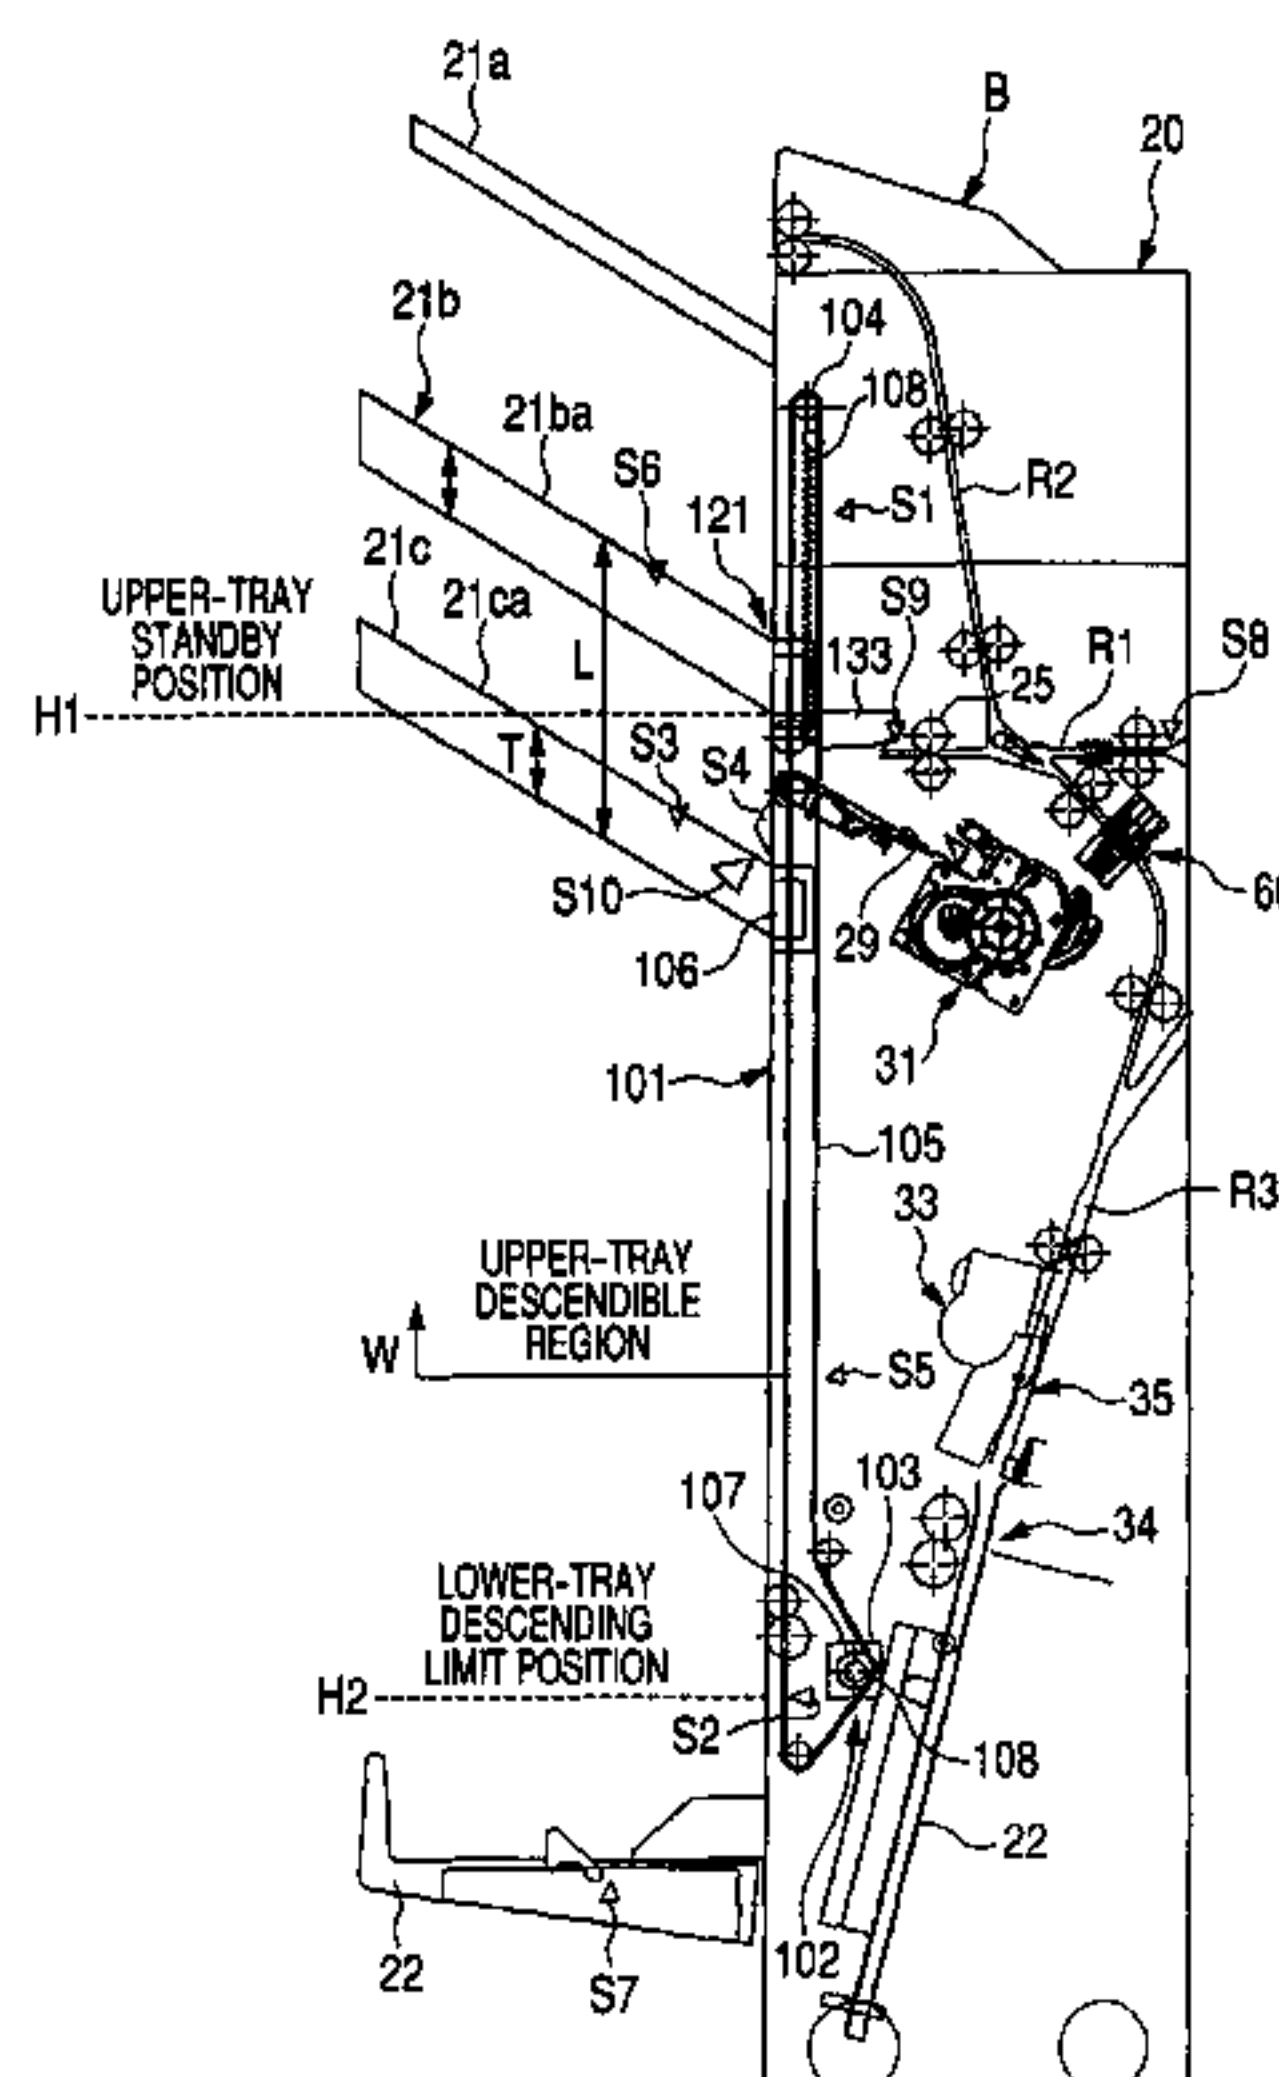 21a
B
20
21b
104
21ba
108
S6
R2
S1
121
21c
UPPER-TRAY
STANDBY
POSITION
21ca
S9
S8
L
133
R1
25
H1
T
S3
S4
S10
29
106
31
101
105
R3
33
UPPER-TRAY
DESCENDIBLE
REGION
W
S5
35
107
103
34
LOWER-TRAY
DESCENDING
LIMIT POSITION
H2
S2
108
22
102
22
S7